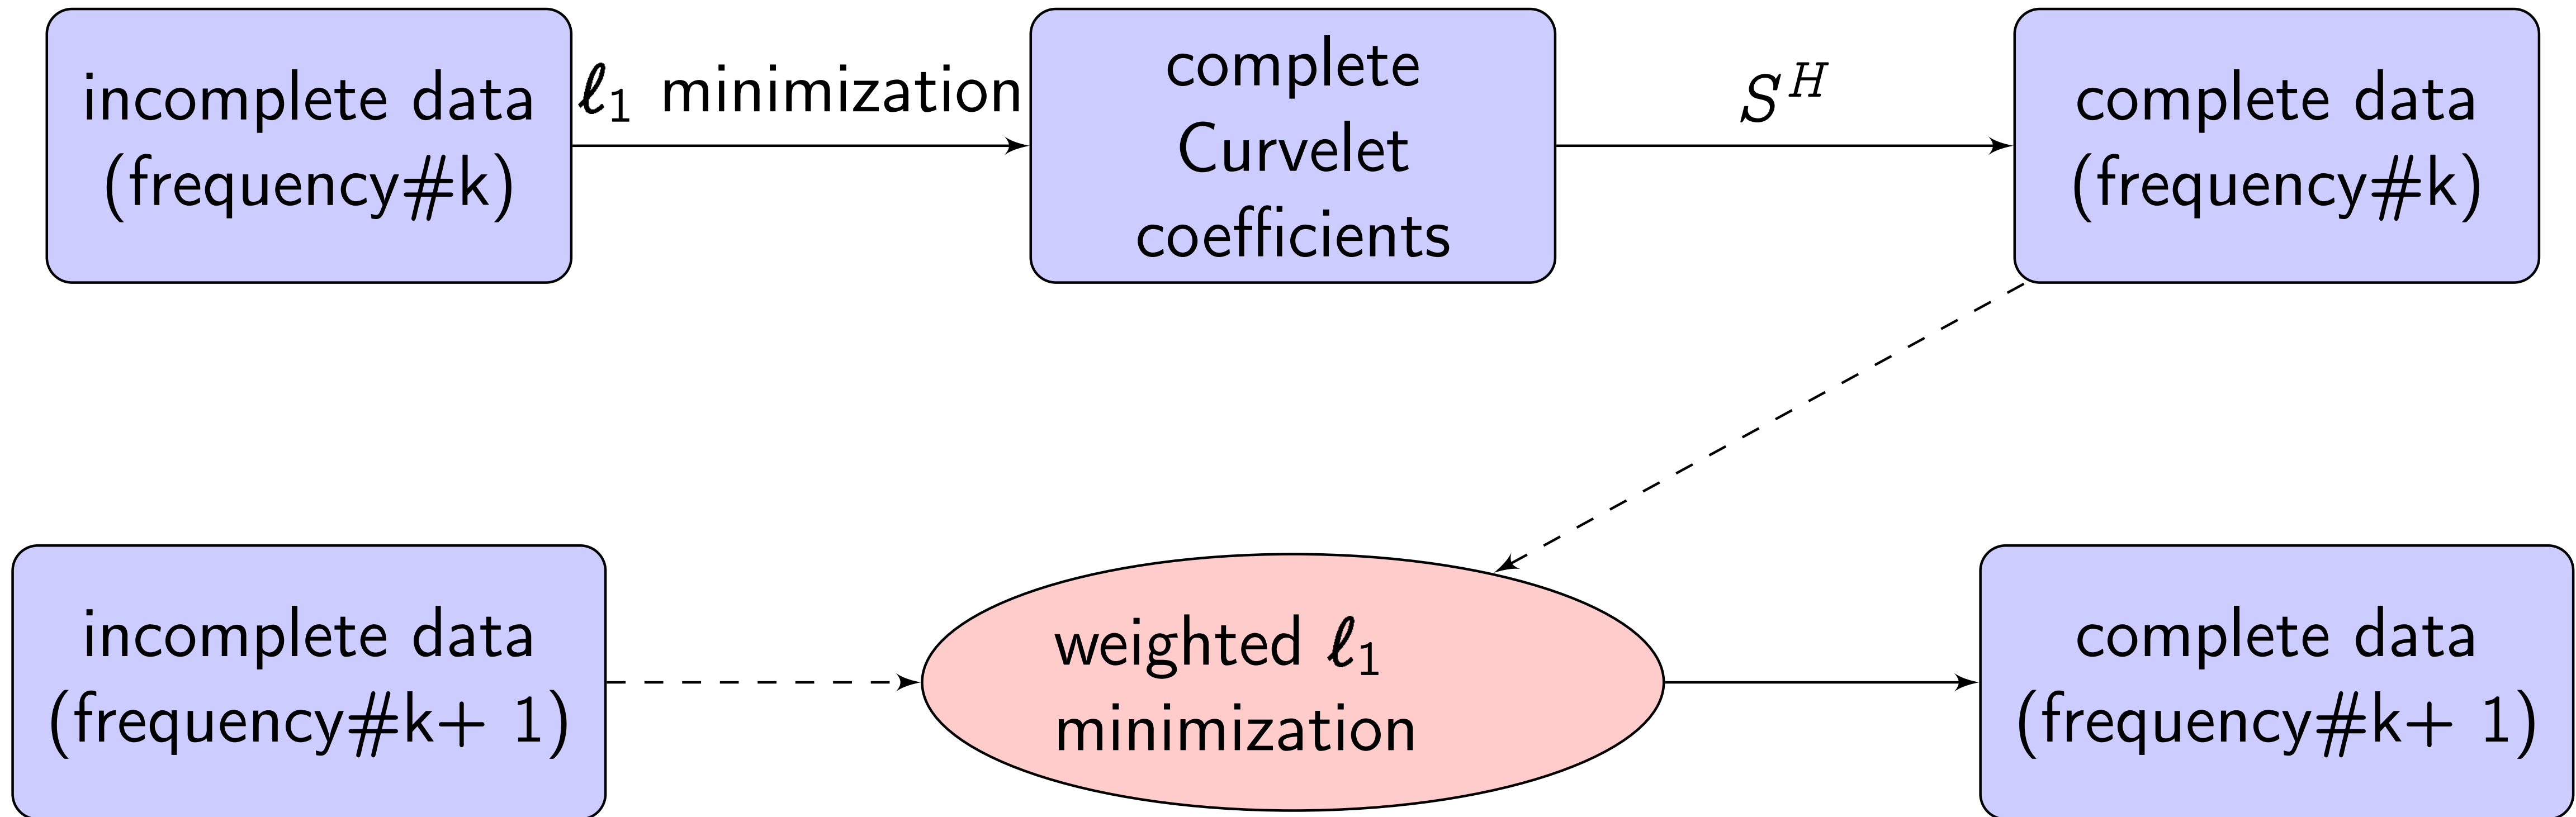 incomplete data
(frequency#k)
ℓ₁ minimization
complete
Curvelet
coefficients
Sᴴ
complete data
(frequency#k)
incomplete data
(frequency#k+ 1)
weighted ℓ₁
minimization
complete data
(frequency#k+ 1)